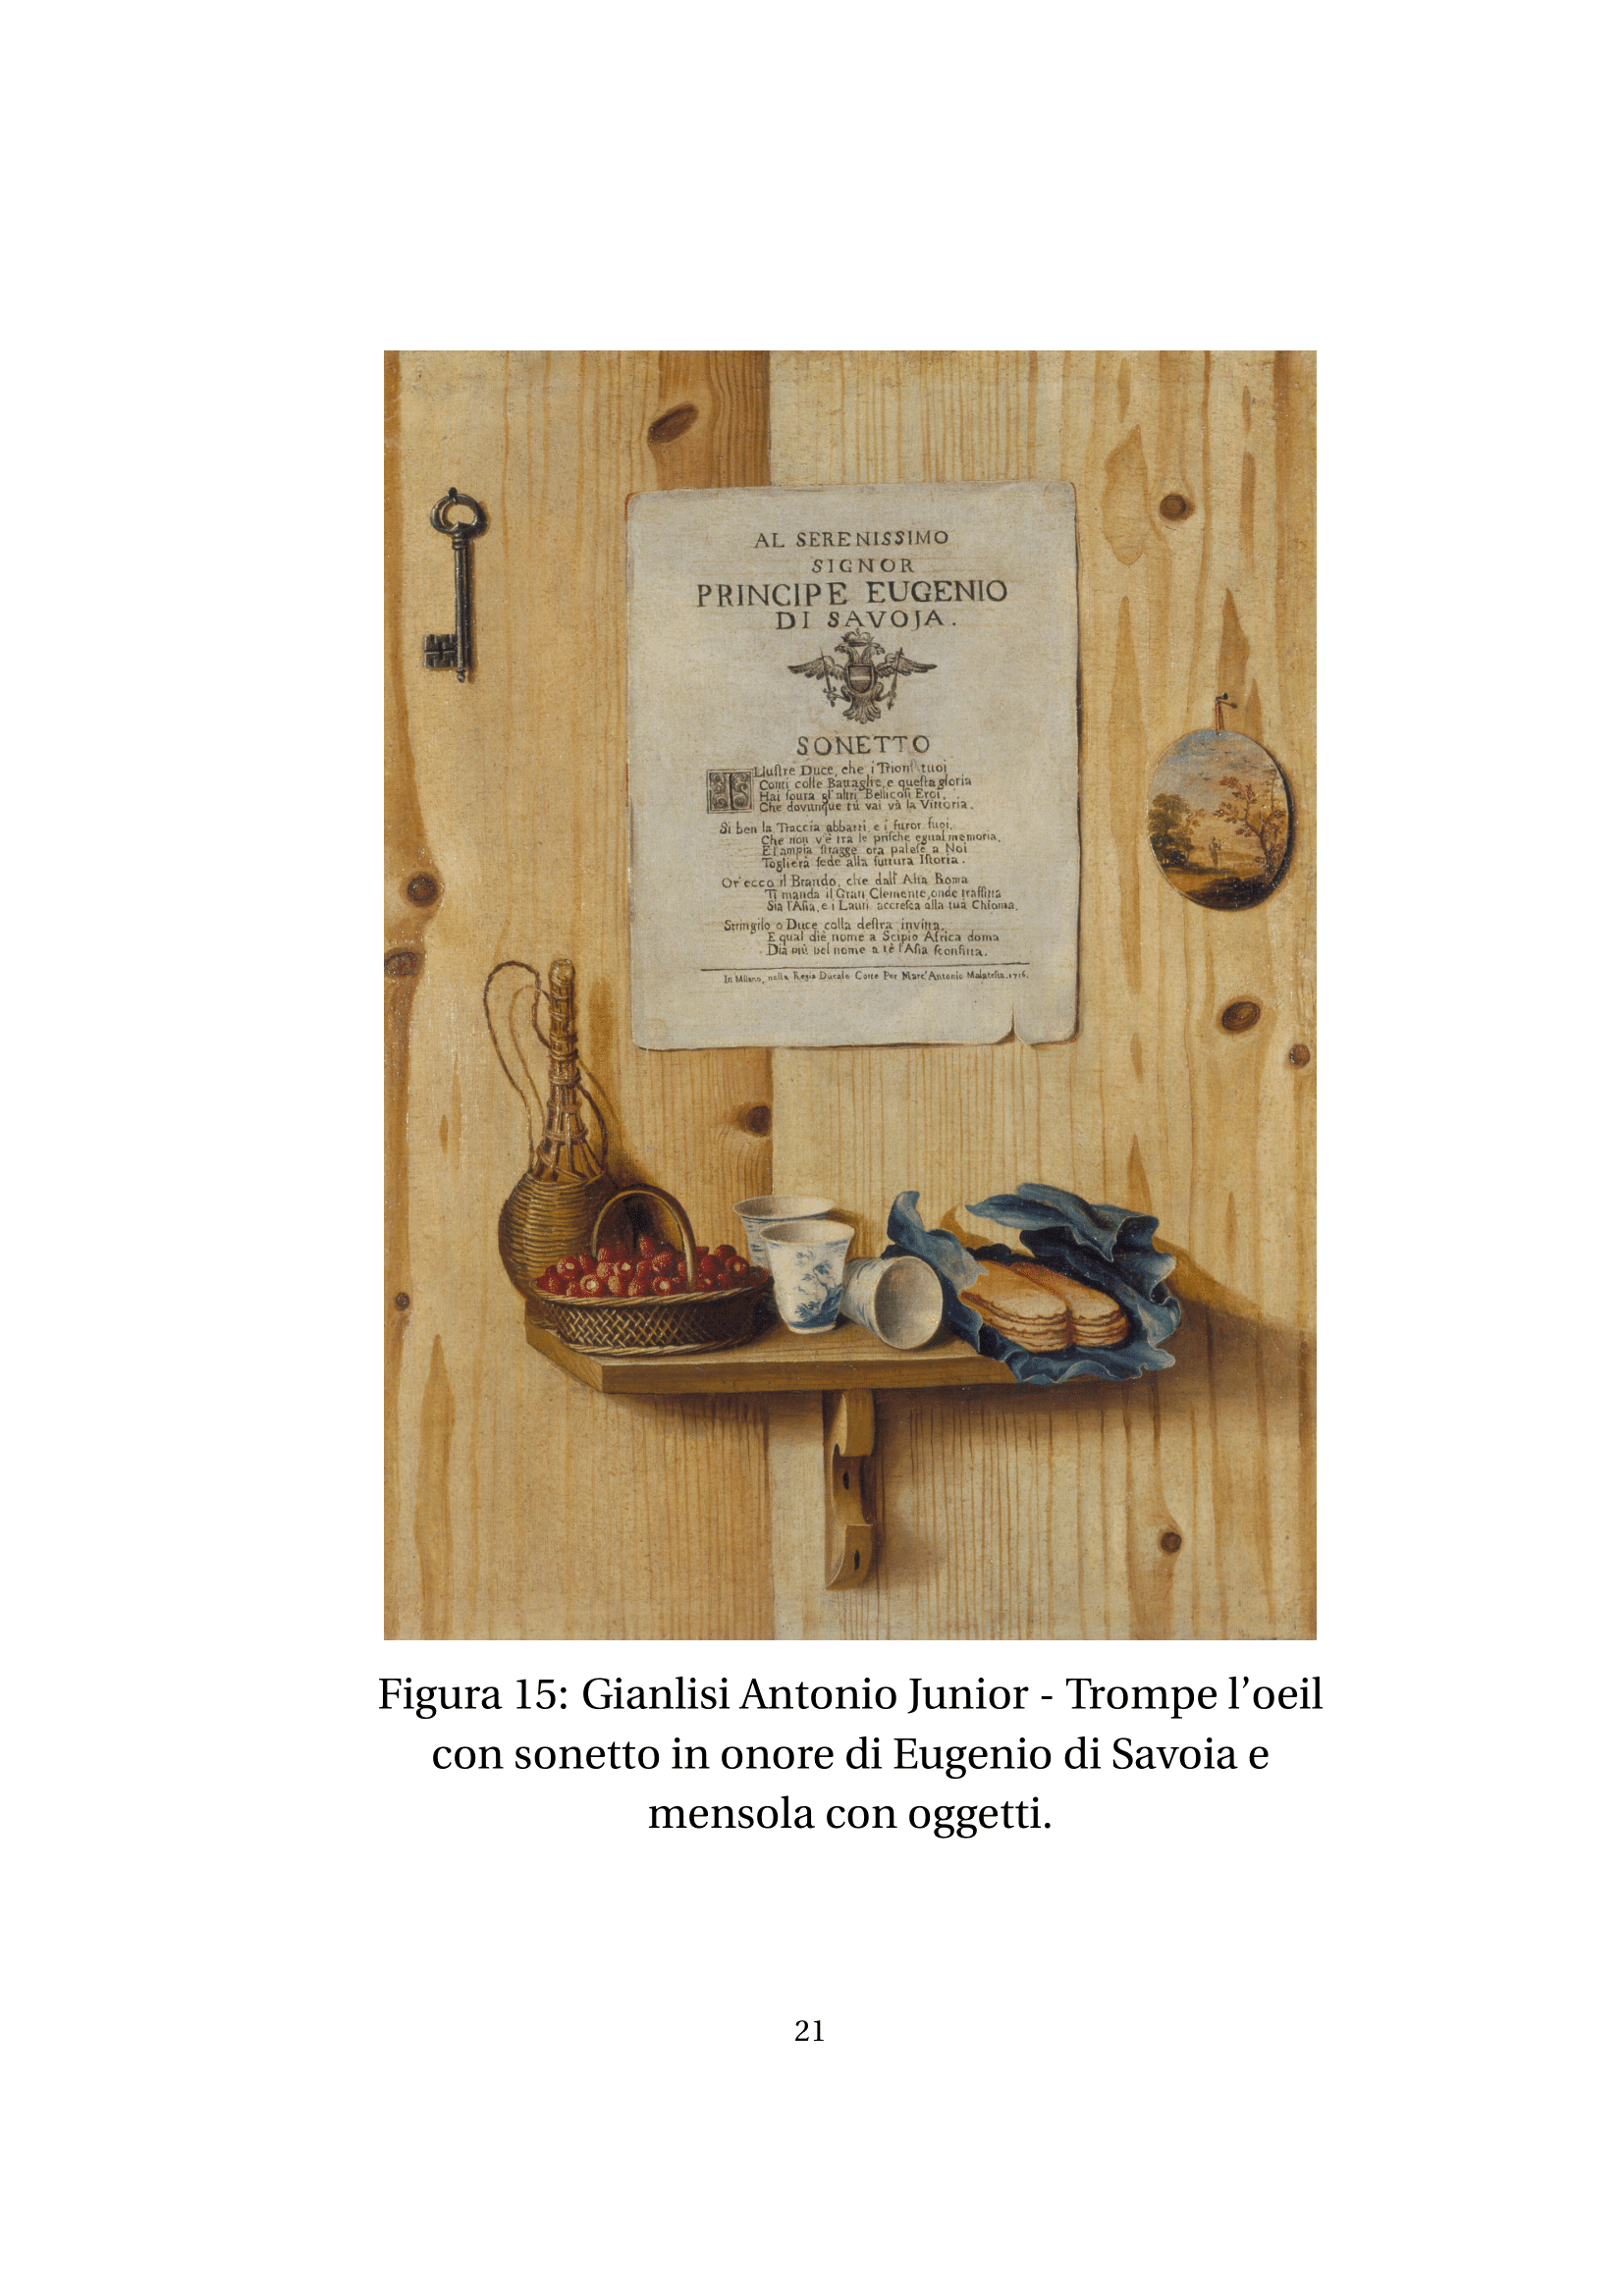 AL SERENISSIMO
SIGNOR
PRINCIPE EUGENIO
DI SAVOJA.
SONETTO
ILluſtre Duce, che i Trionfi tuoi
Conti colle Battaglie, e queſta gloria
Hai ſoura gl'altri Bellicoſi Eroi,
Che dovunque tù vai và la Vittoria.
Si ben la Traccia abbatti, e i furor ſuoi,
Che non v'è tra le priſche egual memoria,
E l'ampia ſtragge ora paleſe a Noi
Toglierà fede alla futtura Iſtoria.
Or'ecco il Brando, che dall' Alta Roma
Ti manda il Gran Clemente, onde traffitta
Sia l'Aſia, e i Lauri accreſca alla tua Chioma.
Stringilo o Duce colla deſtra invitta,
E qual diè nome a Scipio Africa doma
Dia più bel nome a tè l'Aſia ſconfitta.
In Milano, nella Regia Ducale Corte Per Marc' Antonio Malateſta. 1716.
Figura 15: Gianlisi Antonio Junior - Trompe l’oeil
con sonetto in onore di Eugenio di Savoia e
mensola con oggetti.
21